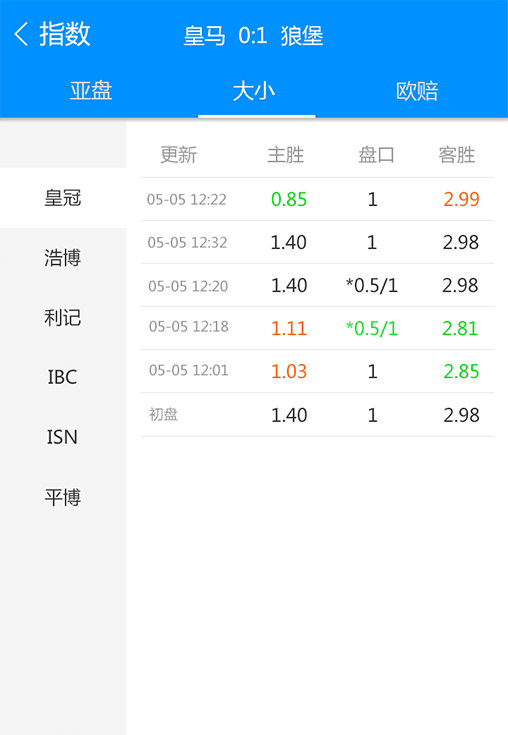 指数
皇马 0:1 狼堡
亚盘 大小 欧赔
更新 主胜 盘口 客胜
皇冠
浩博
利记
IBC
ISN
平博
05-05 12:22 0.85 1 2.99
05-05 12:32 1.40 1 2.98
05-05 12:20 1.40 *0.5/1 2.98
05-05 12:18 1.11 *0.5/1 2.81
05-05 12:01 1.03 1 2.85
初盘 1.40 1 2.98